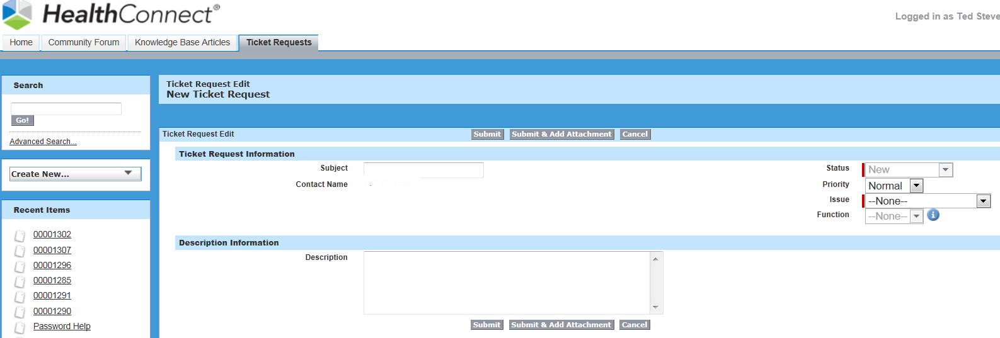 HealthConnect®
Logged in as Ted Steve
Home
Community Forum
Knowledge Base Articles
Ticket Requests
Search
Go!
Advanced Search...
Create New...
Recent Items
00001302
00001307
00001296
00001285
00001291
00001290
Password Help
Ticket Request Edit
New Ticket Request
Ticket Request Edit
Submit
Submit & Add Attachment
Cancel
Ticket Request Information
Subject
Contact Name
Status
New
Priority
Normal
Issue
--None--
Function
--None--
Description Information
Description
Submit
Submit & Add Attachment
Cancel